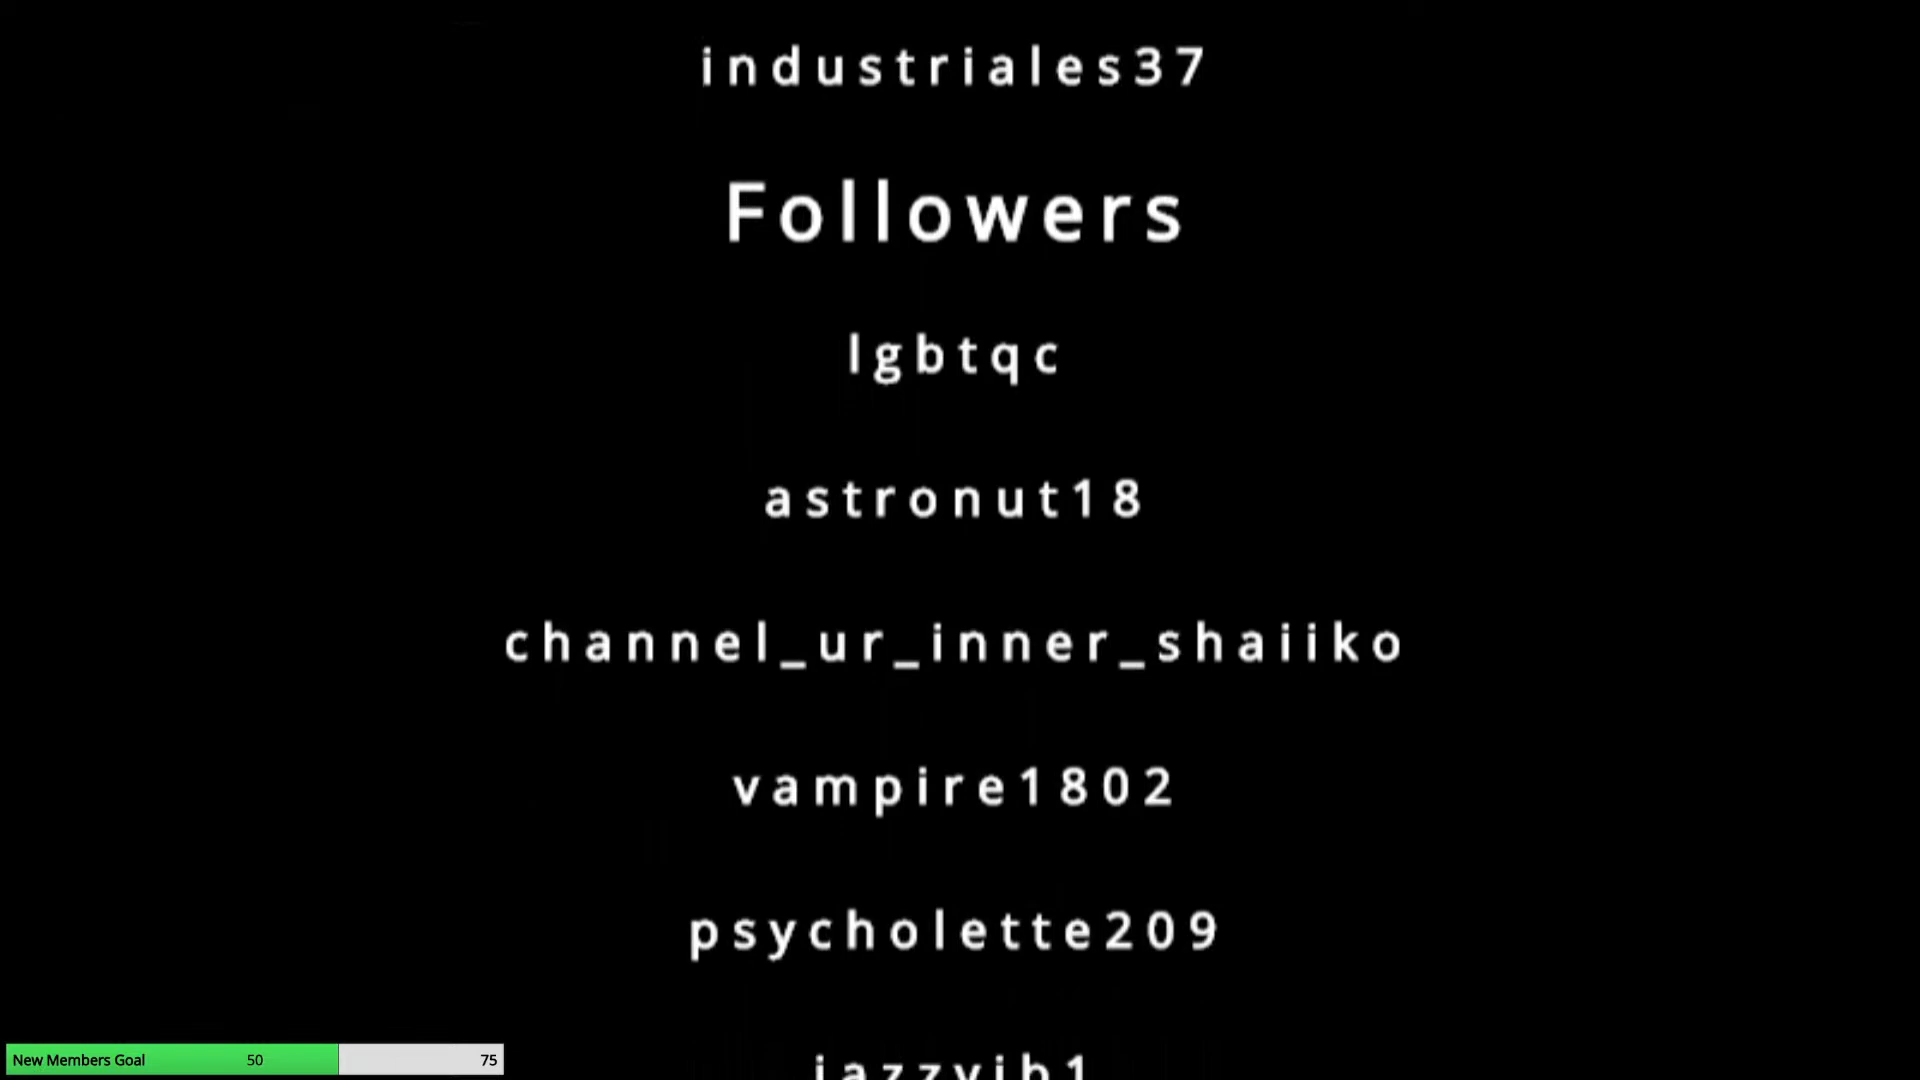 industriales37
Followers
lgbtqc
astronut18
channel_ur_inner_shaiiko
vampire1802
psycholette209
New Members Goal 50 75